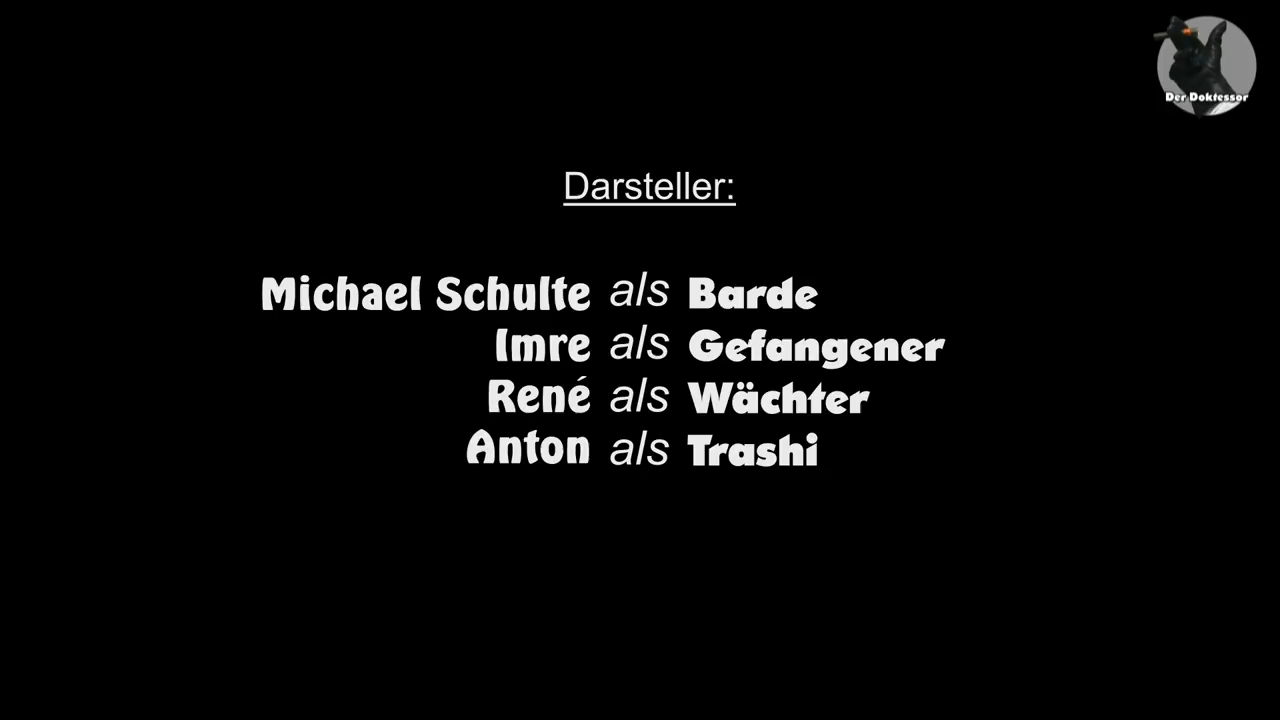 Der Doktessor
Darsteller:
Michael Schulte als Barde
Imre als Gefangener
René als Wächter
Anton als Trashi